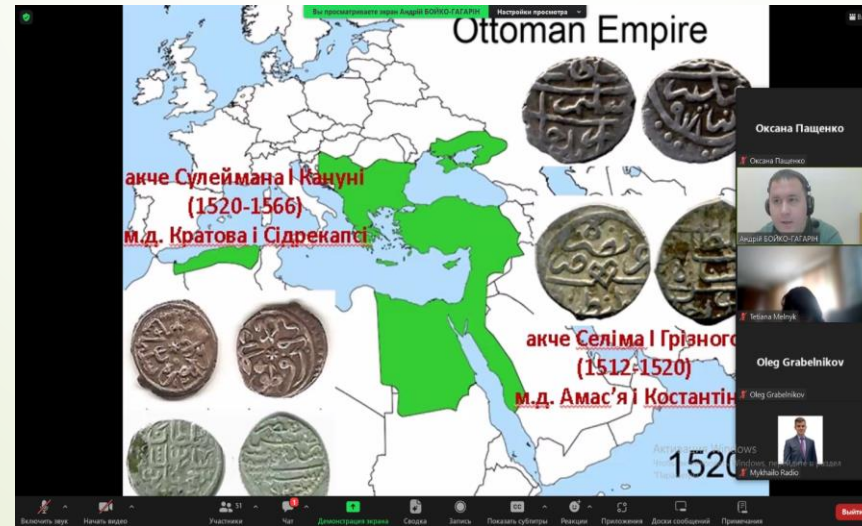 Вы просматриваете экран Андрій БОЙКО-ГАГАРІН
Настройки просмотра
Ottoman Empire
акче Сулеймана І Кануні
(1520-1566)
м.д. Кратова і Сідрекапсі
акче Селіма І Грізного
(1512-1520)
м.д. Амас'я і Костантін
1520
Оксана Пащенко
Оксана Пащенко
Андрій БОЙКО-ГАГАРІН
Tetiana Melnyk
Oleg Grabelnikov
Oleg Grabelnikov
Mykhailo Radio
Включить звук
Начать видео
51
Участники
Чат
Демонстрация экрана
Сводка
Запись
CC
Показать субтитры
Реакции
Приложения
Доски сообщений
Примечания
Выйти